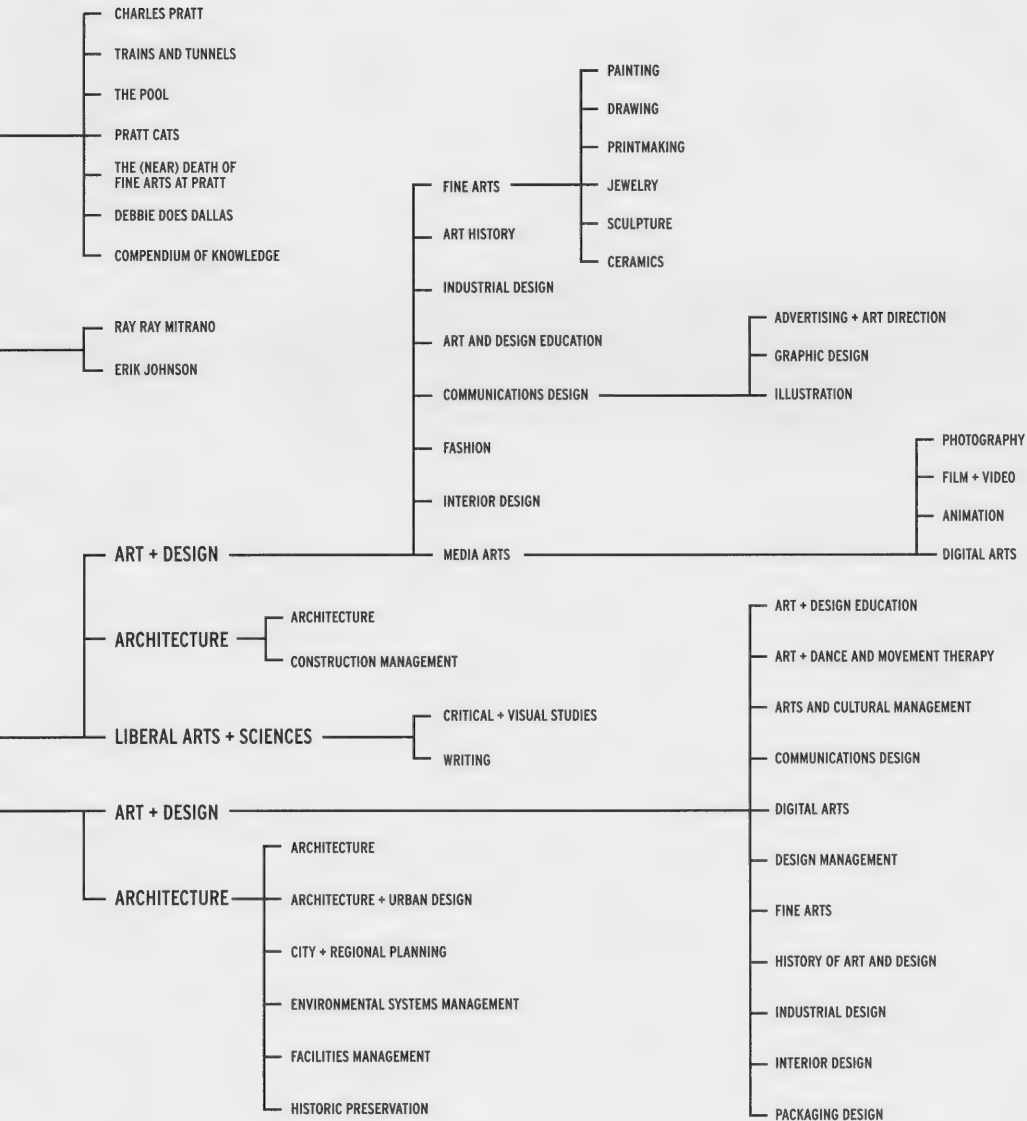 CHARLES PRATT
TRAINS AND TUNNELS
THE POOL
PRATT CATS
THE (NEAR) DEATH OF
FINE ARTS AT PRATT
DEBBIE DOES DALLAS
COMPENDIUM OF KNOWLEDGE
RAY RAY MITRANO
ERIK JOHNSON
ART + DESIGN
FINE ARTS
PAINTING
DRAWING
PRINTMAKING
JEWELRY
SCULPTURE
CERAMICS
ART HISTORY
INDUSTRIAL DESIGN
ART AND DESIGN EDUCATION
COMMUNICATIONS DESIGN
ADVERTISING + ART DIRECTION
GRAPHIC DESIGN
ILLUSTRATION
FASHION
INTERIOR DESIGN
MEDIA ARTS
PHOTOGRAPHY
FILM + VIDEO
ANIMATION
DIGITAL ARTS
ARCHITECTURE
ARCHITECTURE
CONSTRUCTION MANAGEMENT
LIBERAL ARTS + SCIENCES
CRITICAL + VISUAL STUDIES
WRITING
ART + DESIGN
ART + DESIGN EDUCATION
ART + DANCE AND MOVEMENT THERAPY
ARTS AND CULTURAL MANAGEMENT
COMMUNICATIONS DESIGN
DIGITAL ARTS
DESIGN MANAGEMENT
FINE ARTS
HISTORY OF ART AND DESIGN
INDUSTRIAL DESIGN
INTERIOR DESIGN
PACKAGING DESIGN
ARCHITECTURE
ARCHITECTURE
ARCHITECTURE + URBAN DESIGN
CITY + REGIONAL PLANNING
ENVIRONMENTAL SYSTEMS MANAGEMENT
FACILITIES MANAGEMENT
HISTORIC PRESERVATION